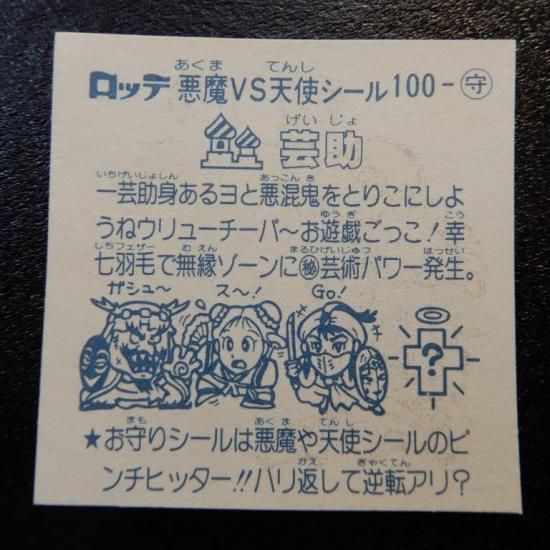 あくま てんし
ロッテ 悪魔VS天使シール 100-守
げいじょ
芸助
いちげいじょしん あっこんき
一芸助身あるヨと悪混鬼をとりこにしよ
ゆうぎ こう
うねウリューチーパ〜お遊戯ごっこ!幸
しちフェザー むえん まるひげいじゅつ はっせい
七羽毛で無縁ゾーンに㊙芸術パワー発生。
ガシュ〜 ス〜! Go!
?
まも あくま てんし
★お守りシールは悪魔や天使シールのピ
かえ ぎゃくてん
ンチヒッター!!ハリ返して逆転アリ?